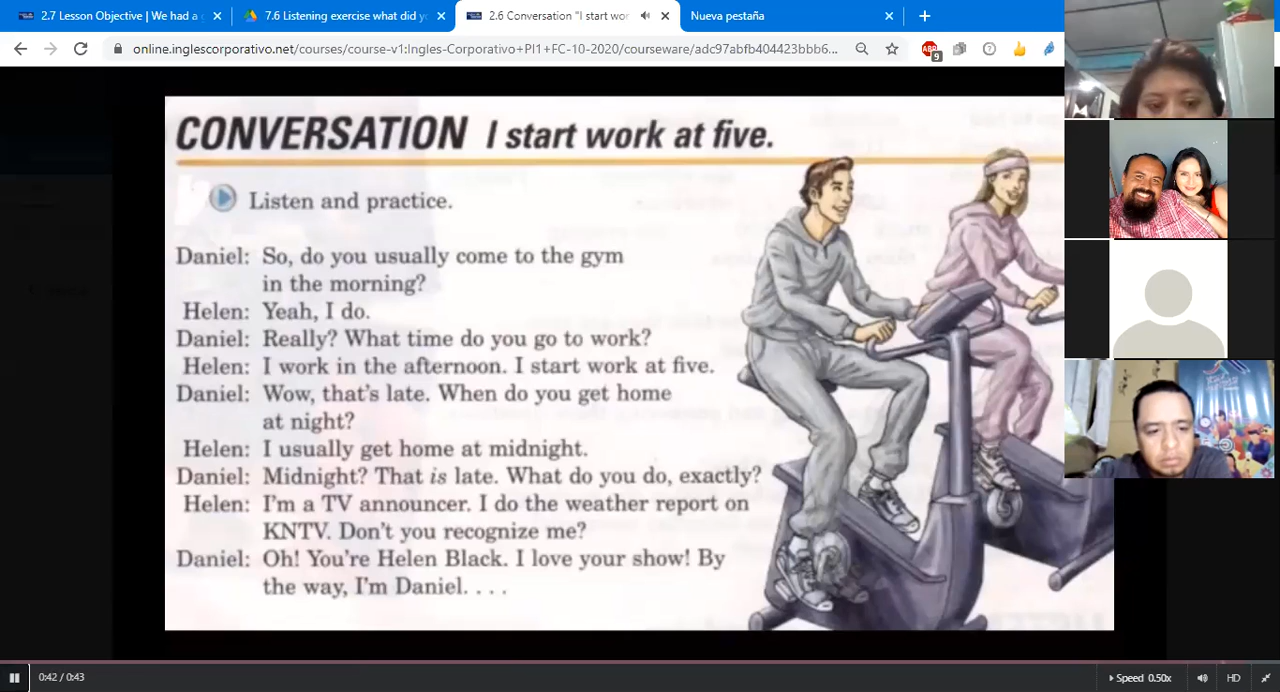 2.7 Lesson Objective | We had a g
7.6 Listening exercise what did yo
2.6 Conversation "I start wor
Nueva pestaña
online.inglescorporativo.net/courses/course-v1:Ingles-Corporativo+PI1+FC-10-2020/courseware/adc97abfb404423bbb6...
ABP
9
CONVERSATION I start work at five.
Listen and practice.
Daniel: So, do you usually come to the gym
in the morning?
Helen: Yeah, I do.
Daniel: Really? What time do you go to work?
Helen: I work in the afternoon. I start work at five.
Daniel: Wow, that's late. When do you get home
at night?
Helen: I usually get home at midnight.
Daniel: Midnight? That is late. What do you do, exactly?
Helen: I'm a TV announcer. I do the weather report on
KNTV. Don't you recognize me?
Daniel: Oh! You're Helen Black. I love your show! By
the way, I'm Daniel. . . .
0:42 / 0:43
Speed 0.50x
HD